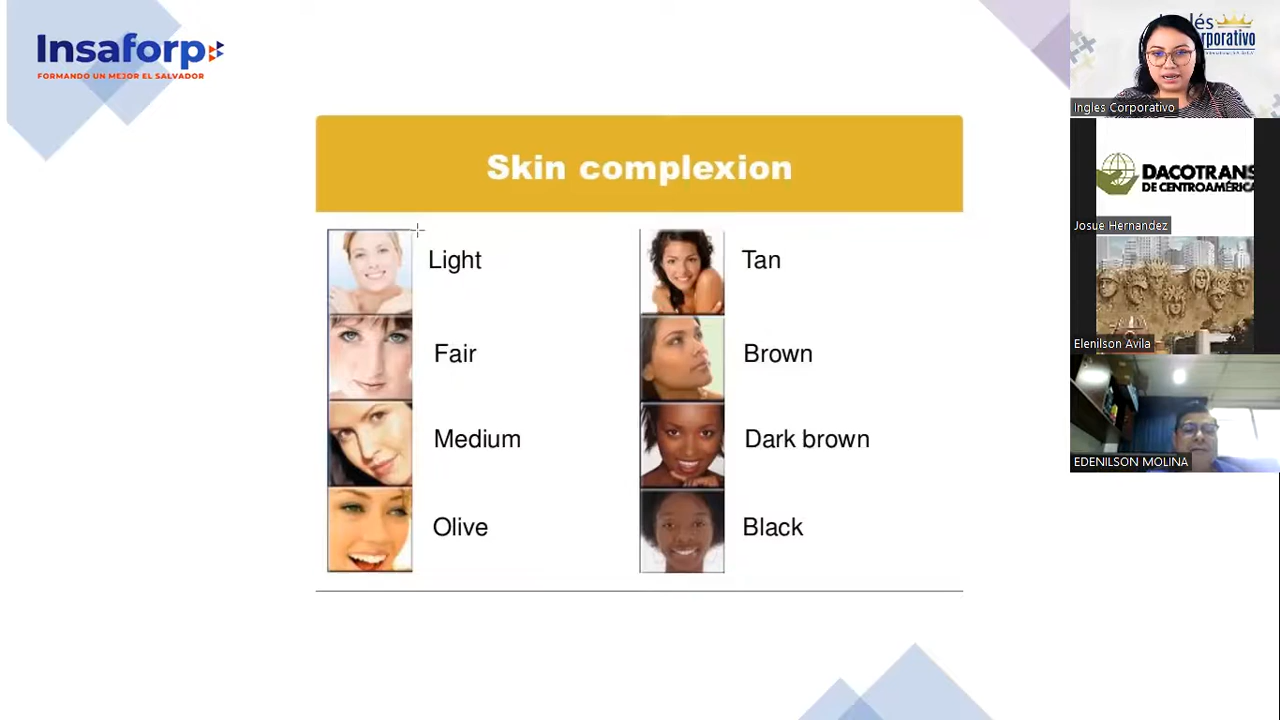 Insaforp
FORMANDO UN MEJOR EL SALVADOR
Skin complexion
Light
Fair
Medium
Olive
Tan
Brown
Dark brown
Black
Ingles Corporativo
DACOTRANS
DE CENTROAMÉRICA
Josue Hernandez
Elenilson Avila
EDENILSON MOLINA